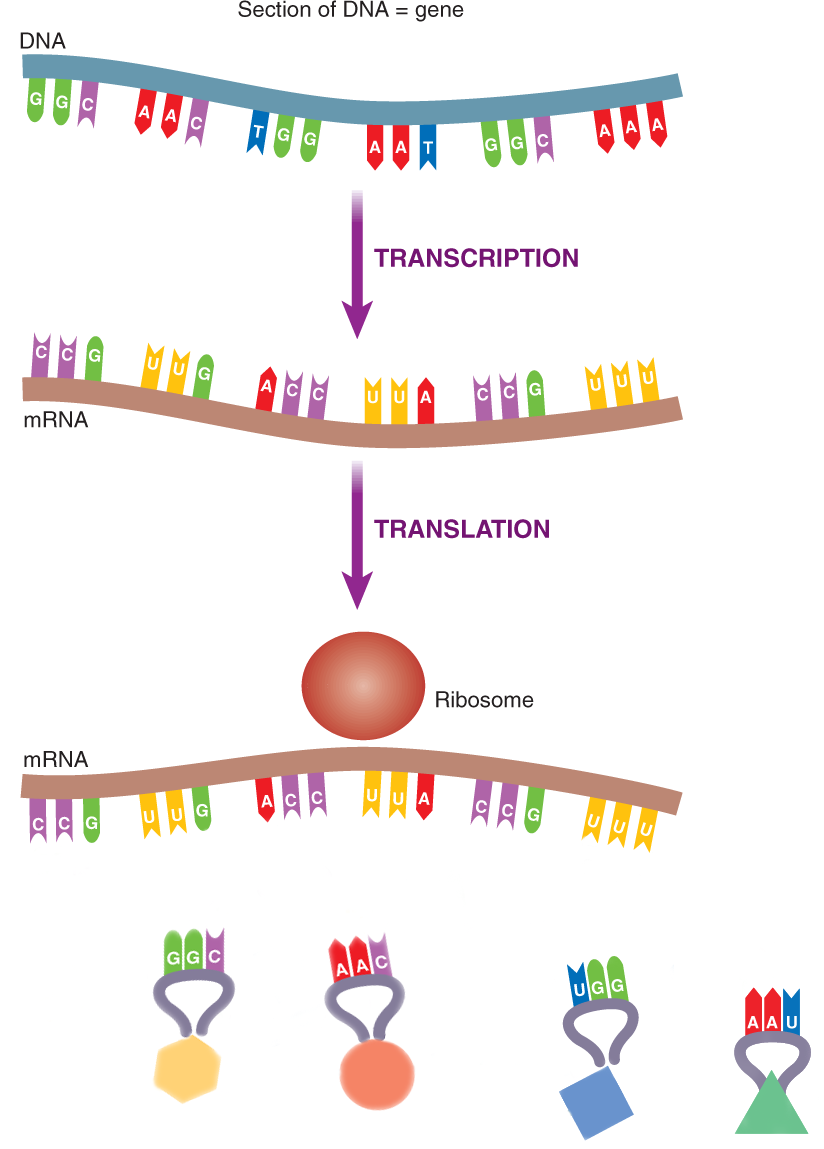 Section of DNA = gene
DNA
G G C A A C T G G A A T G G C A A A
TRANSCRIPTION
C C G U U G A C C U U A C C G U U U
mRNA
TRANSLATION
Ribosome
mRNA
C C G U U G A C C U U A C C G U U U
G G C A A C U G G A A U